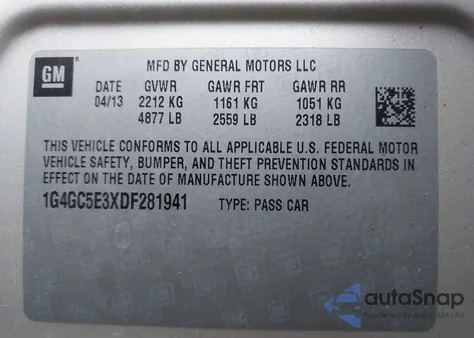 GM
MFD BY GENERAL MOTORS LLC
DATE GVWR GAWR FRT GAWR RR
04/13 2212 KG 1161 KG 1051 KG
4877 LB 2559 LB 2318 LB
THIS VEHICLE CONFORMS TO ALL APPLICABLE U.S. FEDERAL MOTOR
VEHICLE SAFETY, BUMPER, AND THEFT PREVENTION STANDARDS IN
EFFECT ON THE DATE OF MANUFACTURE SHOWN ABOVE.
1G4GC5E3XDF281941 TYPE: PASS CAR
autoSnap